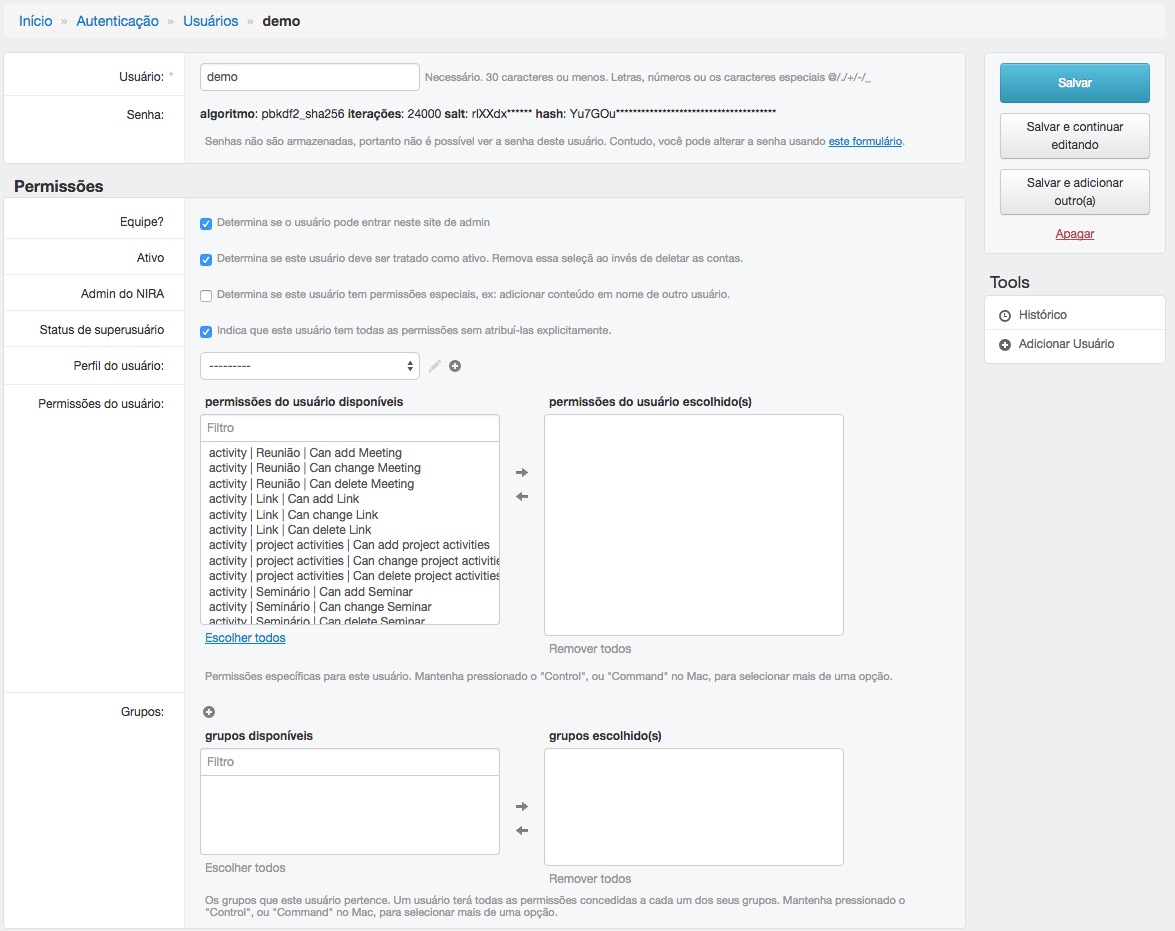 Início » Autenticação » Usuários » demo
Usuário: *
demo
Necessário. 30 caracteres ou menos. Letras, números ou os caracteres especiais @/./+/-/_
Senha:
algoritmo: pbkdf2_sha256 iterações: 24000 salt: rlXXdx****** hash: Yu7GOu**************************************
Senhas não são armazenadas, portanto não é possível ver a senha deste usuário. Contudo, você pode alterar a senha usando este formulário.
Permissões
Equipe?
Determina se o usuário pode entrar neste site de admin
Ativo
Determina se este usuário deve ser tratado como ativo. Remova essa seleçã ao invés de deletar as contas.
Admin do NIRA
Determina se este usuário tem permissões especiais, ex: adicionar conteúdo em nome de outro usuário.
Status de superusuário
Indica que este usuário tem todas as permissões sem atribuí-las explicitamente.
Perfil do usuário:
---------
Permissões do usuário:
permissões do usuário disponíveis
Filtro
activity | Reunião | Can add Meeting
activity | Reunião | Can change Meeting
activity | Reunião | Can delete Meeting
activity | Link | Can add Link
activity | Link | Can change Link
activity | Link | Can delete Link
activity | project activities | Can add project activities
activity | project activities | Can change project activitie
activity | project activities | Can delete project activities
activity | Seminário | Can add Seminar
activity | Seminário | Can change Seminar
activity | Seminário | Can delete Seminar
Escolher todos
permissões do usuário escolhido(s)
Remover todos
Permissões específicas para este usuário. Mantenha pressionado o "Control", ou "Command" no Mac, para selecionar mais de uma opção.
Grupos:
grupos disponíveis
Filtro
Escolher todos
grupos escolhido(s)
Remover todos
Os grupos que este usuário pertence. Um usuário terá todas as permissões concedidas a cada um dos seus grupos. Mantenha pressionado o
"Control", ou "Command" no Mac, para selecionar mais de uma opção.
Salvar
Salvar e continuar
editando
Salvar e adicionar
outro(a)
Apagar
Tools
Histórico
Adicionar Usuário